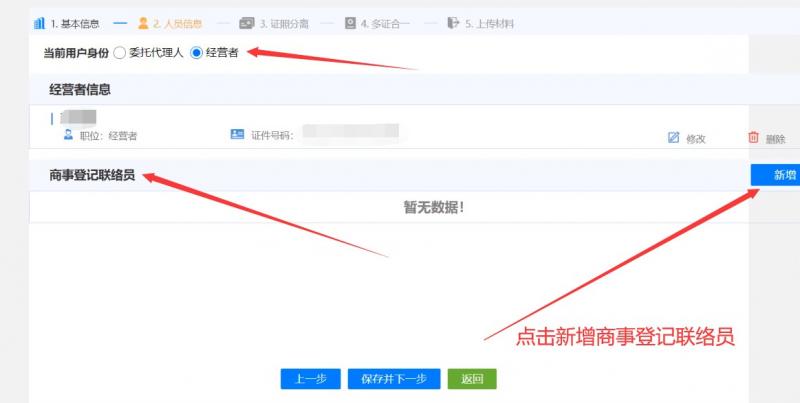 1. 基本信息 2. 人员信息 3. 证照分离 4. 多证合一 5. 上传材料
当前用户身份 委托代理人 经营者
经营者信息
职位：经营者 证件号码： 修改 删除
商事登记联络员 新增
暂无数据！
点击新增商事登记联络员
上一步 保存并下一步 返回